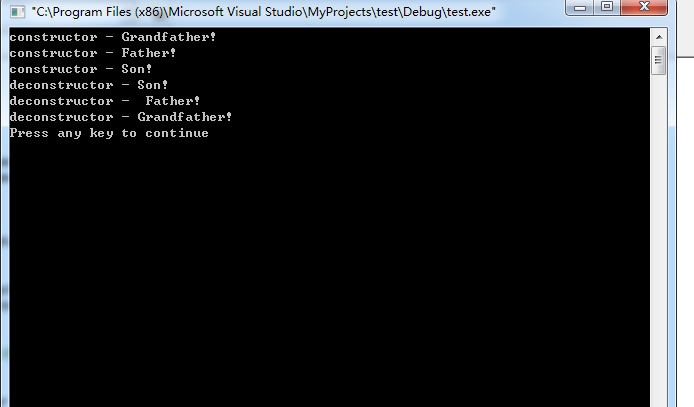 "C:\Program Files (x86)\Microsoft Visual Studio\MyProjects\test\Debug\test.exe"
constructor - Grandfather!
constructor - Father!
constructor - Son!
deconstructor - Son!
deconstructor -  Father!
deconstructor - Grandfather!
Press any key to continue